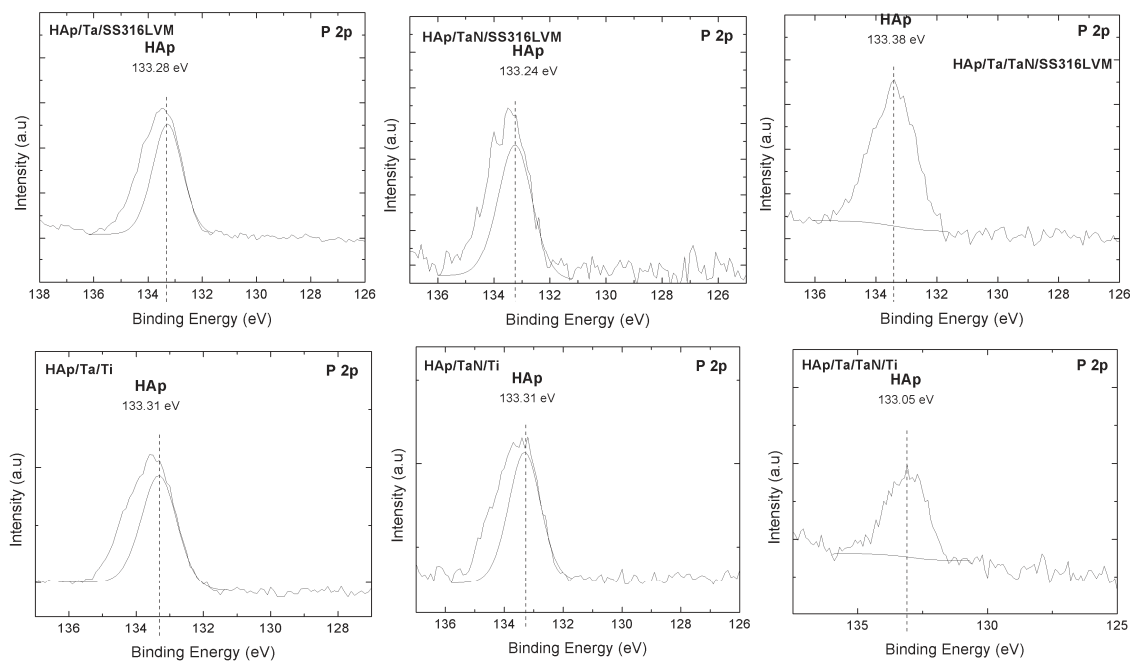 HAp/Ta/SS316LVM
P 2p
HAp
133.28 eV
Intensity (a.u)
138 136 134 132 130 128 126
Binding Energy (eV)
HAp/TaN/SS316LVM
P 2p
HAp
133.24 eV
Intensity (a.u)
136 134 132 130 128 126
Binding Energy (eV)
HAp
P 2p
133.38 eV
HAp/Ta/TaN/SS316LVM
Intensity (a.u)
136 134 132 130 128 126
Binding Energy (eV)
HAp/Ta/Ti
P 2p
HAp
133.31 eV
Intensity (a.u)
136 134 132 130 128
Binding Energy (eV)
HAp/TaN/Ti
P 2p
HAp
133.31 eV
Intensity (a.u)
136 134 132 130 128 126
Binding Energy (eV)
HAp/Ta/TaN/Ti
P 2p
HAp
133.05 eV
Intensity (a.u)
135 130 125
Binding Energy (eV)